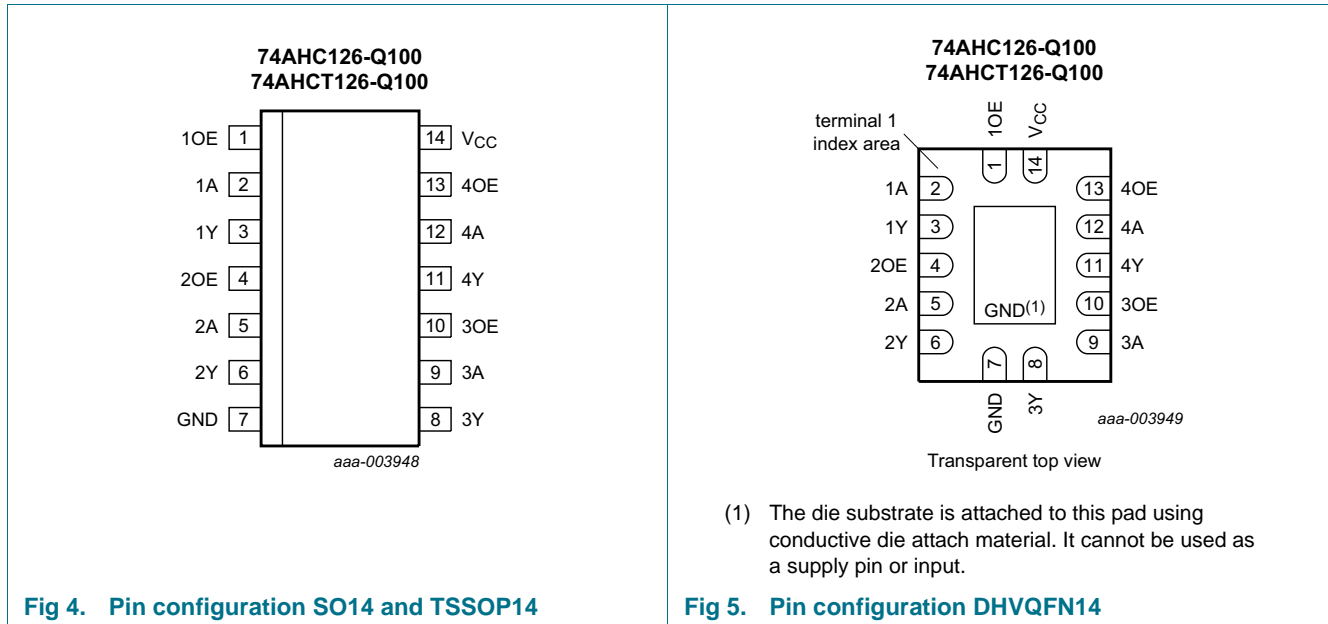 74AHC126-Q100
74AHCT126-Q100
1OE 1
14 VCC
1A 2
13 4OE
1Y 3
12 4A
2OE 4
11 4Y
2A 5
10 3OE
2Y 6
9 3A
GND 7
8 3Y
aaa-003948
Fig 4. Pin configuration SO14 and TSSOP14
74AHC126-Q100
74AHCT126-Q100
terminal 1
index area
1OE
VCC
1
14
1A 2
13 4OE
1Y 3
12 4A
2OE 4
11 4Y
2A 5
10 3OE
2Y 6
9 3A
GND(1)
7
8
GND
3Y
aaa-003949
Transparent top view
(1) The die substrate is attached to this pad using
conductive die attach material. It cannot be used as
a supply pin or input.
Fig 5. Pin configuration DHVQFN14